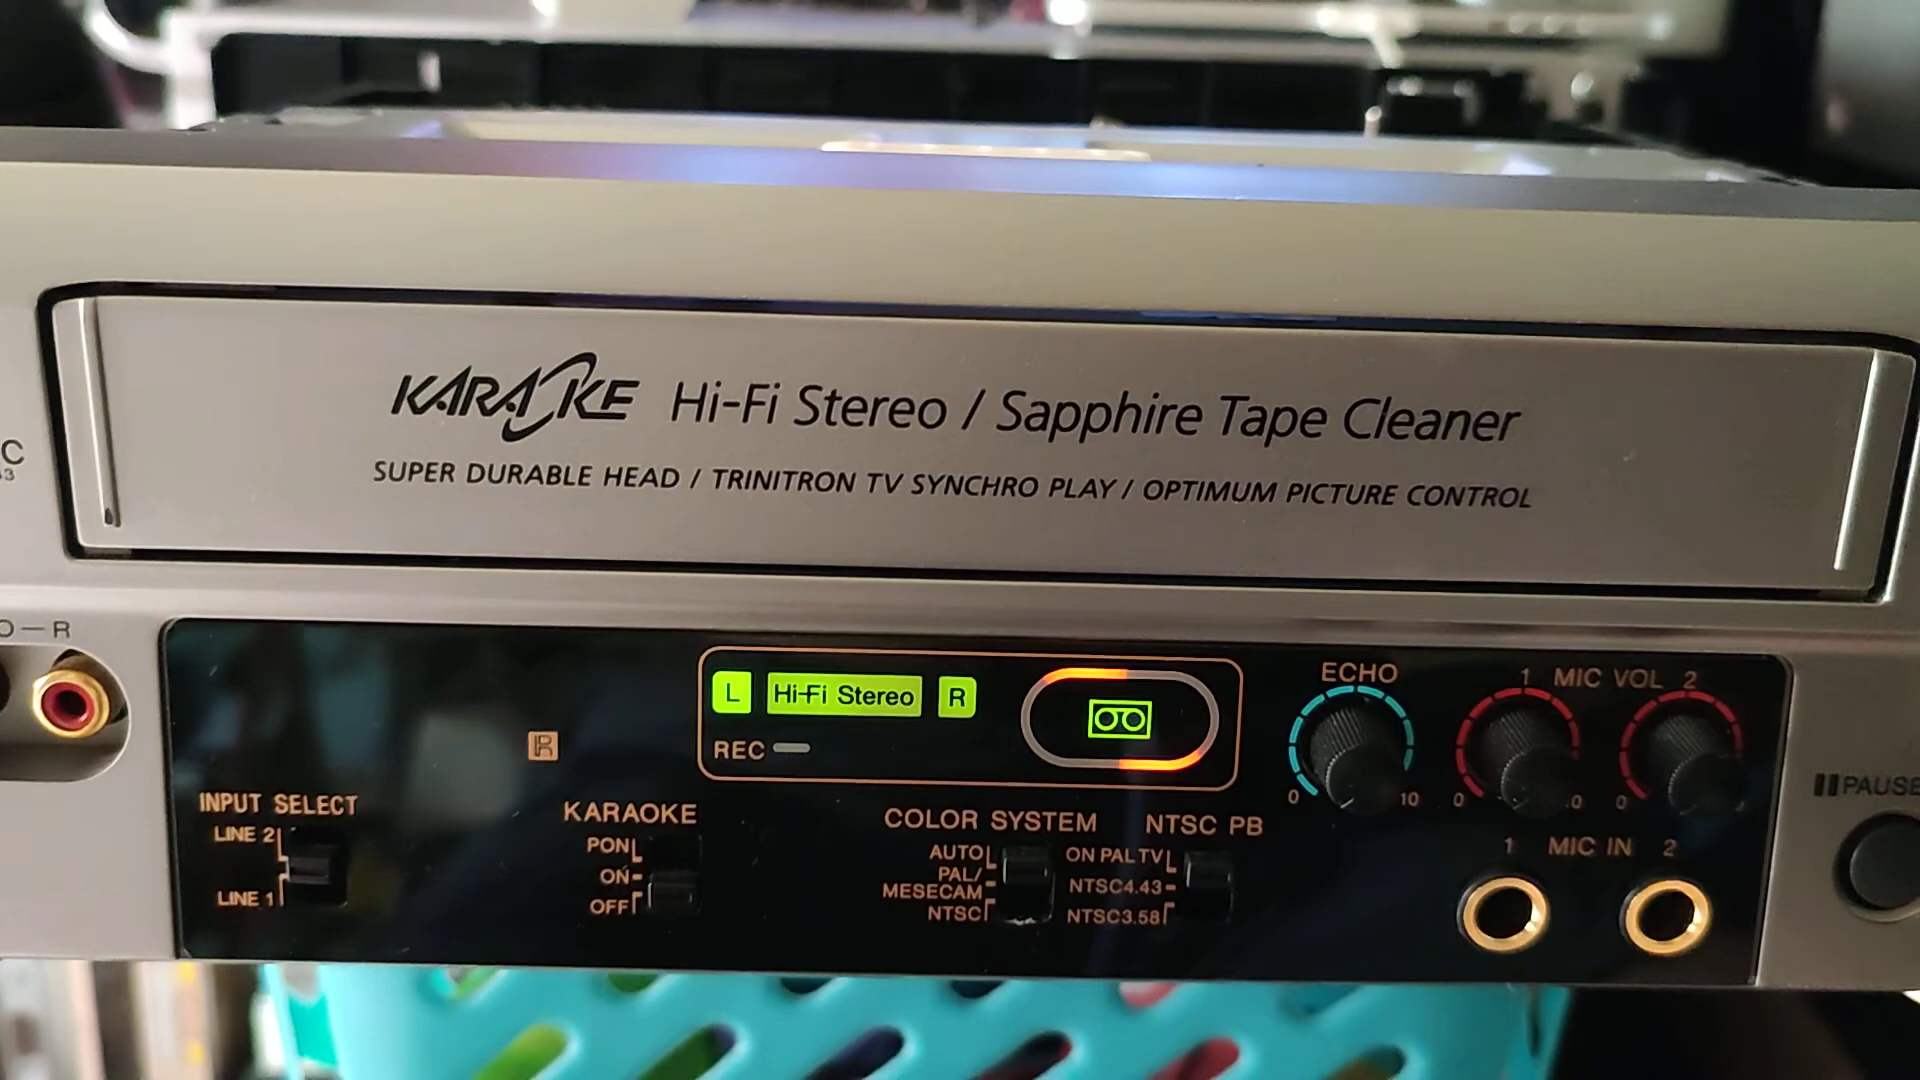 KARAOKE Hi-Fi Stereo / Sapphire Tape Cleaner
SUPER DURABLE HEAD / TRINITRON TV SYNCHRO PLAY / OPTIMUM PICTURE CONTROL
C
O—R
L Hi-Fi Stereo R
REC
R
ECHO
0 10
1 MIC VOL 2
0 0 0
INPUT SELECT
LINE 2
LINE 1
KARAOKE
PON
ON
OFF
COLOR SYSTEM
AUTO
PAL/
MESECAM
NTSC
NTSC PB
ON PAL TV
NTSC4.43
NTSC3.58
1 MIC IN 2
PAUSE